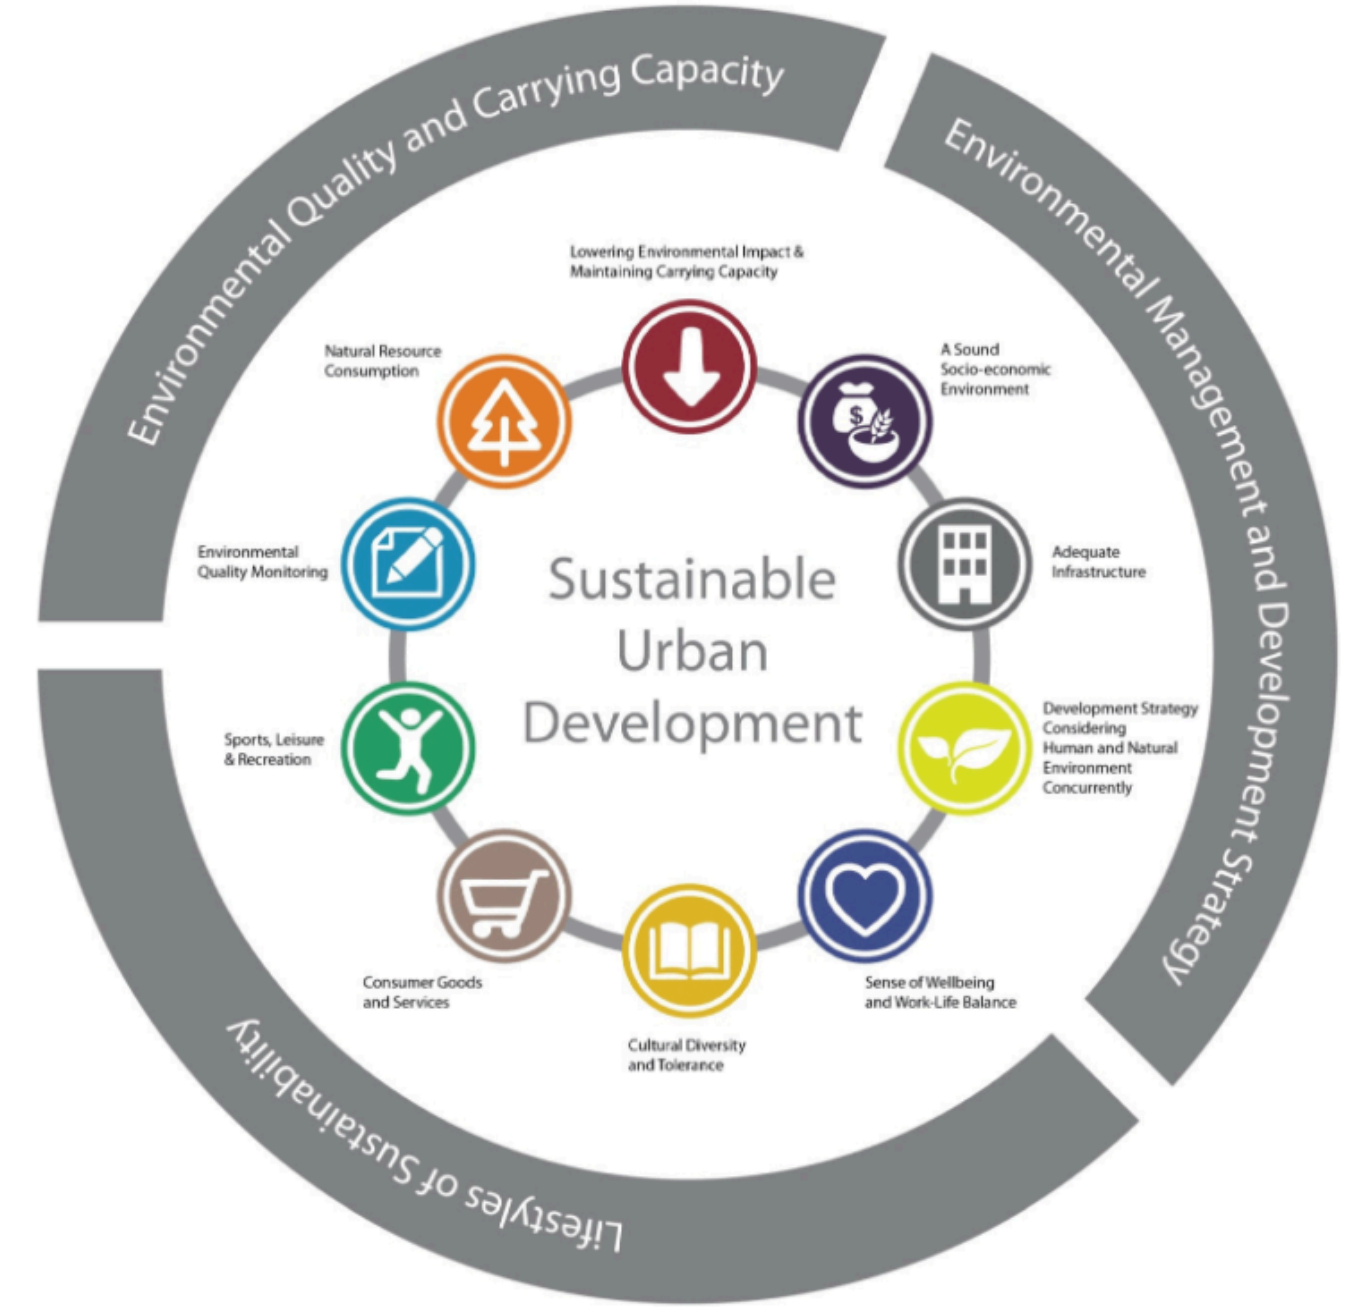 Environmental Quality and Carrying Capacity
Environmental Management and Development Strategy
Lifestyles of Sustainability
Lowering Environmental Impact &
Maintaining Carrying Capacity
A Sound
Socio-economic
Environment
Adequate
Infrastructure
Development Strategy
Considering
Human and Natural
Environment
Concurrently
Sense of Wellbeing
and Work-Life Balance
Cultural Diversity
and Tolerance
Consumer Goods
and Services
Sports, Leisure
& Recreation
Environmental
Quality Monitoring
Natural Resource
Consumption
$
Sustainable
Urban
Development